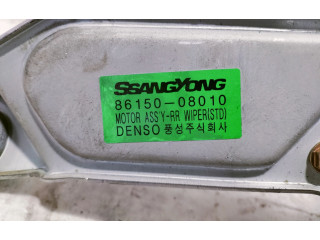 SSANGYONG
86150-08010
MOTOR ASS'Y-RR WIPER(STD)
DENSO 풍성주식회사